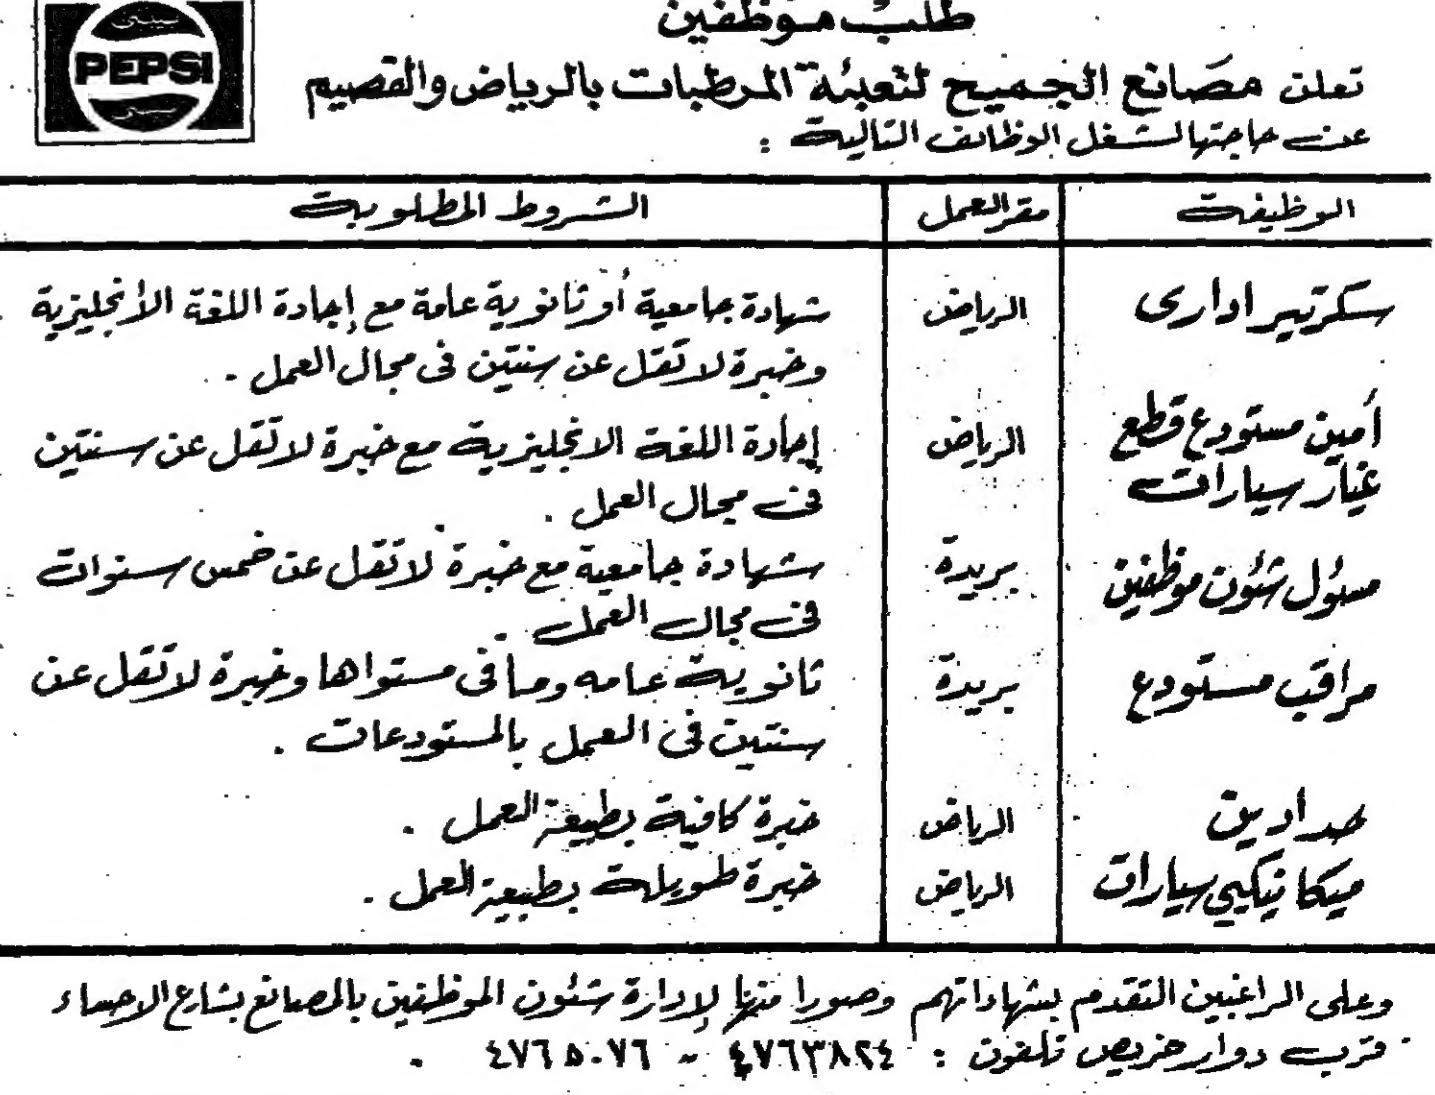 طلب موظفين
بيبسي
PEPSI
تعلن مصانع الجميح لتعبئة المرطبات بالرياض والقصيم
عن حاجتها لشغل الوظائف التالية :
الوظيفة مقر العمل الشروط المطلوبة
سكرتير ادارى الرياض شهادة جامعية أو ثانوية عامة مع إجادة اللغة الأنجليزية
وخبرة لا تقل عن سنتين فى مجال العمل .
أمين مستودع قطع الرياض إجادة اللغة الانجليزية مع خبرة لا تقل عن سنتين
غيار سيارات فى مجال العمل .
مسئول شئون موظفين بريدة شهادة جامعية مع خبرة لا تقل عن خمس سنوات
فى مجال العمل .
مراقب مستودع بريدة ثانوية عامه وما فى مستواها وخبرة لا تقل عن
سنتين فى العمل بالمستودعات .
حدادين الرياض خبرة كافية بطبيعة العمل .
ميكانيكيي سيارات الرياض خبرة طويلة بطبيعة العمل .
وعلى الراغبين التقدم بشهاداتهم وصورا منها لإدارة شئون الموظفين بالمصانع بشارع الاحساء
قرب دوار خريص تلفون : ٤٧٦٣٨٢٤ - ٤٧٦٥٠٧٦ .